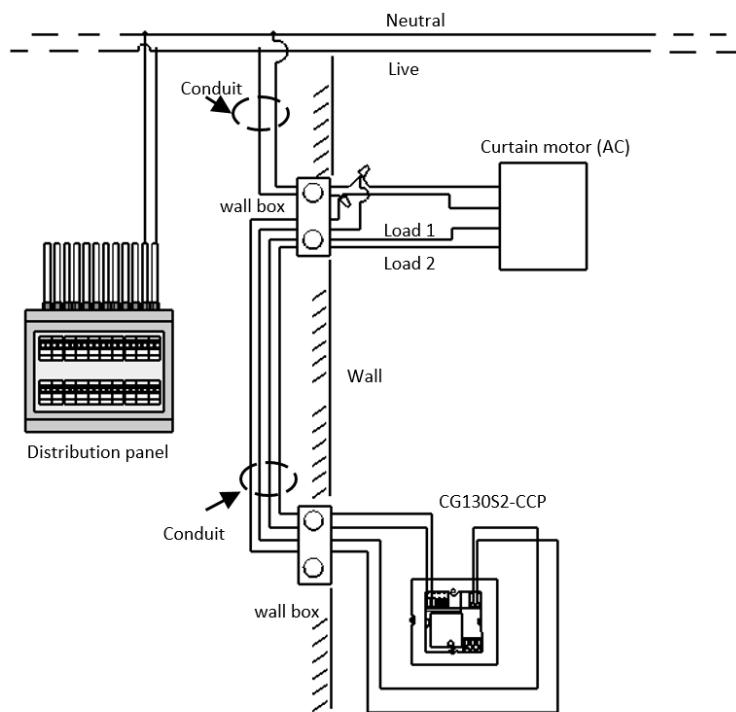 Neutral
Live
Conduit
Curtain motor (AC)
wall box
Load 1
Load 2
Wall
Distribution panel
CG130S2-CCP
Conduit
wall box